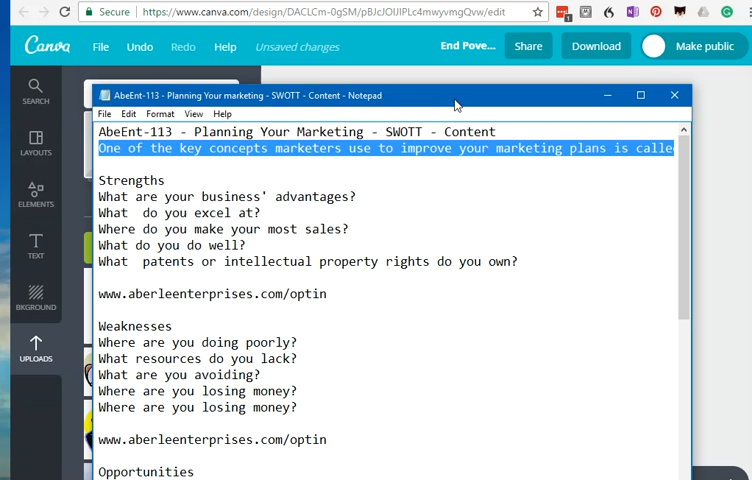 Secure
https://www.canva.com/design/DACLCm-0gSM/pBJcJOIJIPLc4mwyvmgQvw/edit
Canva
File
Undo
Redo
Help
Unsaved changes
End Pove...
Share
Download
Make public
SEARCH
LAYOUTS
ELEMENTS
TEXT
BKGROUND
UPLOADS
AbeEnt-113 - Planning Your marketing - SWOTT - Content - Notepad
File Edit Format View Help
AbeEnt-113 - Planning Your Marketing - SWOTT - Content
One of the key concepts marketers use to improve your marketing plans is calle
Strengths
What are your business' advantages?
What  do you excel at?
Where do you make your most sales?
What do you do well?
What  patents or intellectual property rights do you own?
www.aberleenterprises.com/optin
Weaknesses
Where are you doing poorly?
What resources do you lack?
What are you avoiding?
Where are you losing money?
Where are you losing money?
www.aberleenterprises.com/optin
Opportunities